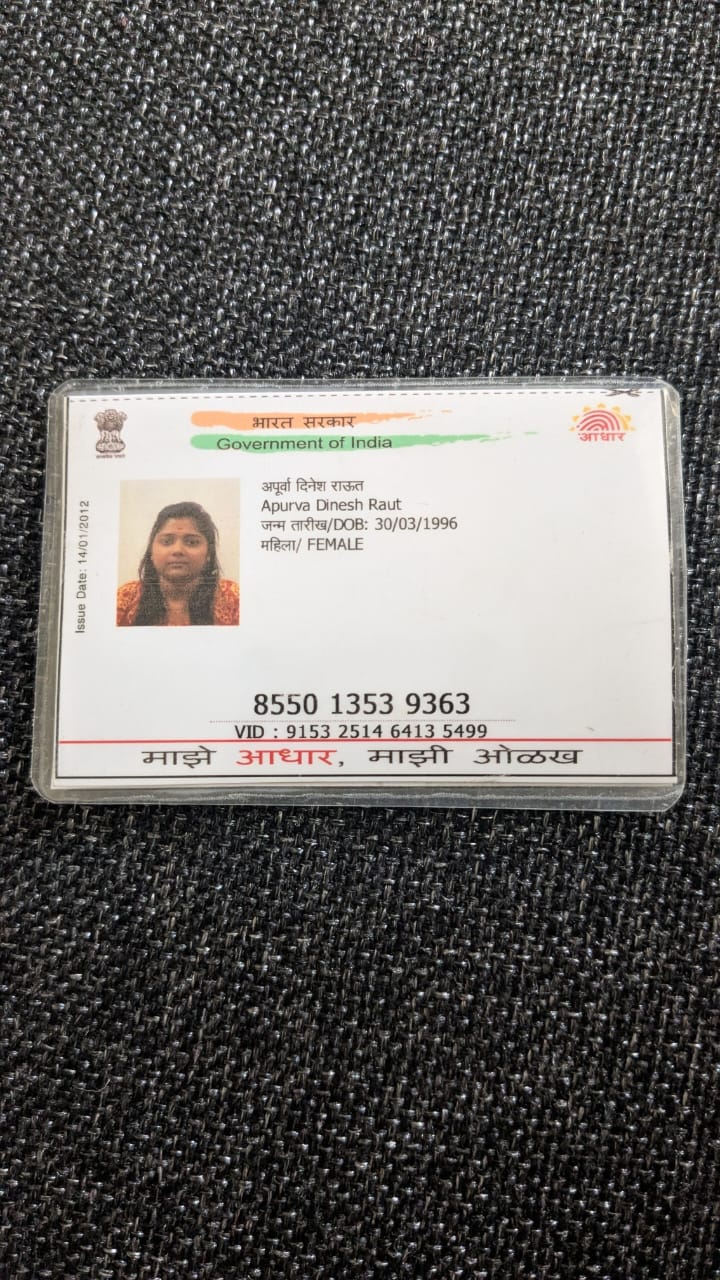 भारत सरकार
Government of India
आधार
Issue Date: 14/01/2012
अपूर्वा दिनेश राऊत
Apurva Dinesh Raut
जन्म तारीख/DOB: 30/03/1996
महिला/ FEMALE
8550 1353 9363
VID : 9153 2514 6413 5499
माझे आधार, माझी ओळख